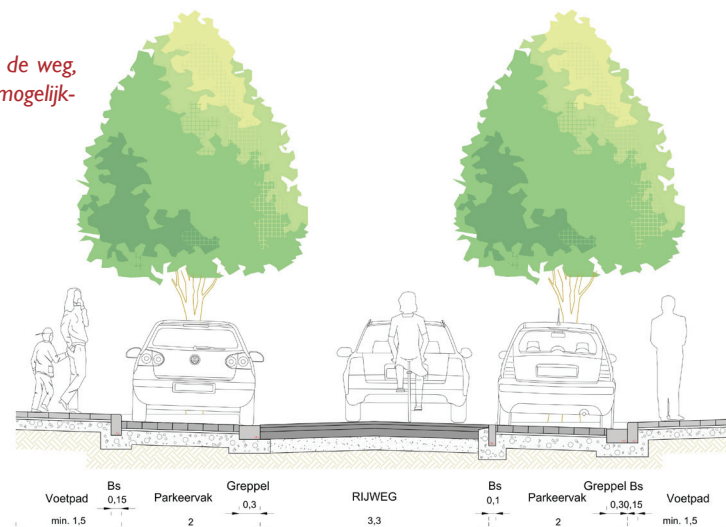 de weg,
mogelijk-
Bs Greppel Bs Greppel Bs
Voetpad 0,15 Parkeervak 0,3 RIJWEG 0,1 Parkeervak 0,30 0,15 Voetpad
min. 1,5 2 3,3 2 min. 1,5